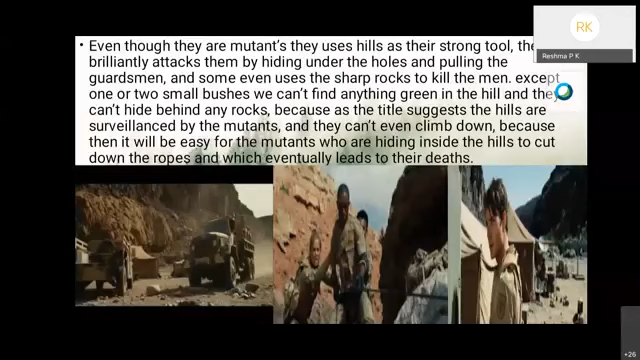 • Even though they are mutant's they uses hills as their strong tool,
brilliantly attacks them by hiding under the holes and pulling the
guardsmen, and some even uses the sharp rocks to kill the men. except
one or two small bushes we can't find anything green in the hill and they
can't hide behind any rocks, because as the title suggests the hills are
surveillanced by the mutants, and they can't even climb down, because
then it will be easy for the mutants who are hiding inside the hills to cut
down the ropes and which eventually leads to their deaths.
RK
Reshma P K
+26